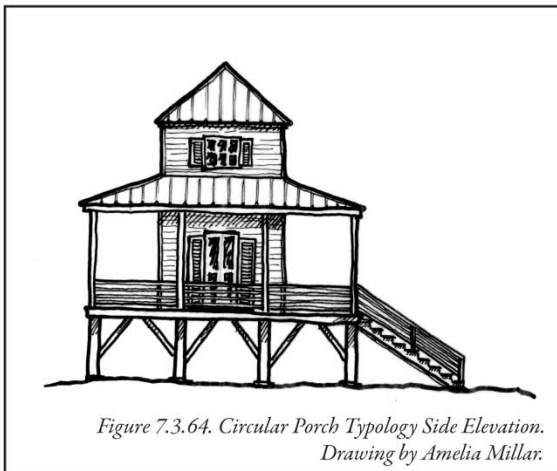 Figure 7.3.64. Circular Porch Typology Side Elevation.
Drawing by Amelia Millar.